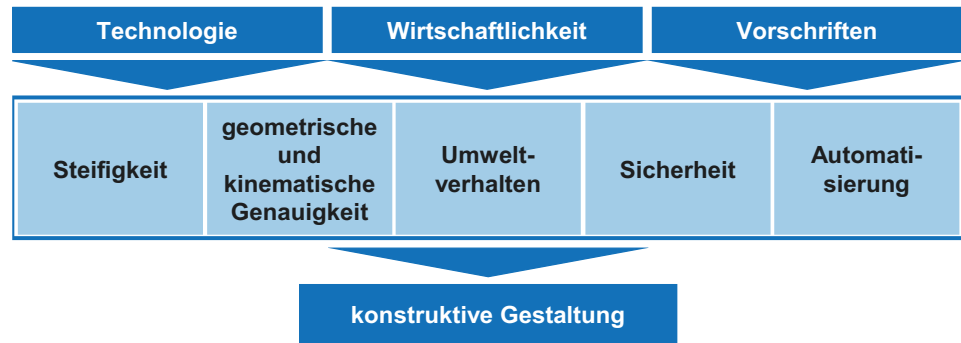 Technologie
Wirtschaftlichkeit
Vorschriften
Steifigkeit
geometrische
und
kinematische
Genauigkeit
Umwelt-
verhalten
Sicherheit
Automati-
sierung
konstruktive Gestaltung